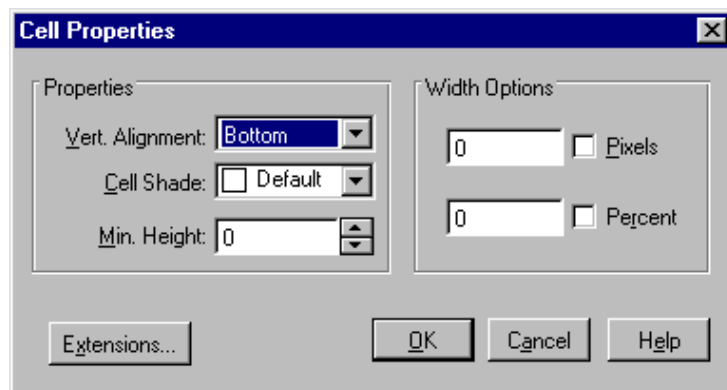 Cell Properties
Properties
Vert. Alignment: Bottom
Cell Shade: Default
Min. Height: 0
Width Options
0 Pixels
0 Percent
Extensions...
OK Cancel Help